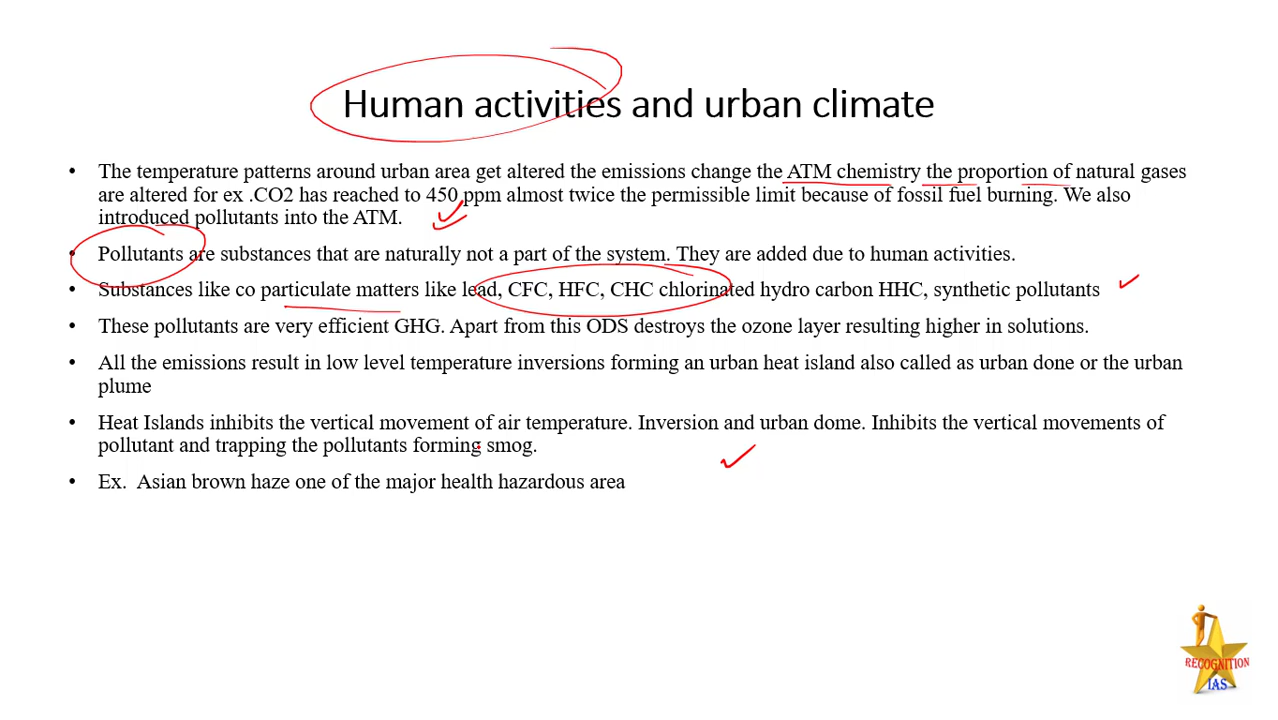 Human activities and urban climate
• The temperature patterns around urban area get altered the emissions change the ATM chemistry the proportion of natural gases
are altered for ex .CO2 has reached to 450 ppm almost twice the permissible limit because of fossil fuel burning. We also
introduced pollutants into the ATM.
• Pollutants are substances that are naturally not a part of the system. They are added due to human activities.
• Substances like co particulate matters like lead, CFC, HFC, CHC chlorinated hydro carbon HHC, synthetic pollutants
• These pollutants are very efficient GHG. Apart from this ODS destroys the ozone layer resulting higher in solutions.
• All the emissions result in low level temperature inversions forming an urban heat island also called as urban done or the urban
plume
• Heat Islands inhibits the vertical movement of air temperature. Inversion and urban dome. Inhibits the vertical movements of
pollutant and trapping the pollutants forming smog.
• Ex.  Asian brown haze one of the major health hazardous area
RECOGNITION
IAS